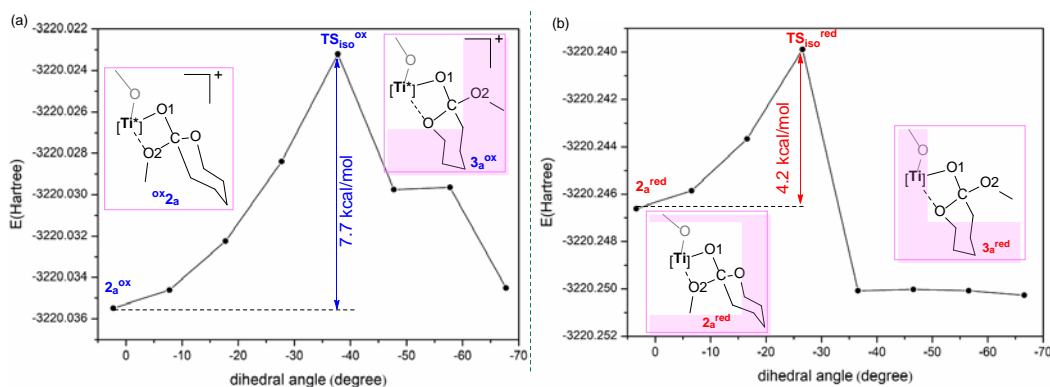 (a)
-3220.022
-3220.024
-3220.026
-3220.028
-3220.030
-3220.032
-3220.034
-3220.036
E(Hartree)
0 -10 -20 -30 -40 -50 -60 -70
dihedral angle (degree)
TSiso^ox
7.7 kcal/mol
2a^ox
O
[Ti*] O1
C O
O2
+
ox2a
O
[Ti*] O1
C O2
O
+
3a^ox
(b)
-3220.240
-3220.242
-3220.244
-3220.246
-3220.248
-3220.250
-3220.252
E(Hartree)
0 -10 -20 -30 -40 -50 -60 -70
dihedral angle (degree)
TSiso^red
4.2 kcal/mol
2a^red
O
[Ti] O1
C O
O2
2a^red
O
[Ti] O1
C O2
O
3a^red